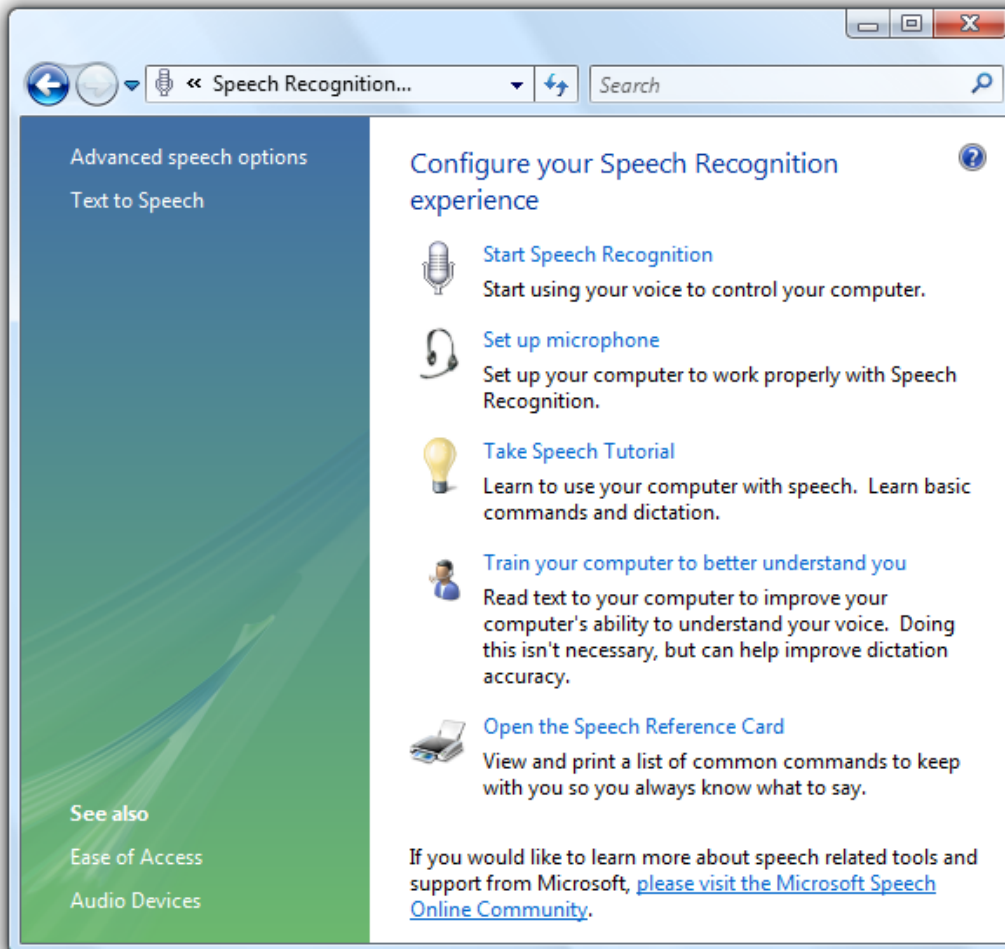 « Speech Recognition...
Search
Advanced speech options
Text to Speech
Configure your Speech Recognition
experience
Start Speech Recognition
Start using your voice to control your computer.
Set up microphone
Set up your computer to work properly with Speech
Recognition.
Take Speech Tutorial
Learn to use your computer with speech.  Learn basic
commands and dictation.
Train your computer to better understand you
Read text to your computer to improve your
computer's ability to understand your voice.  Doing
this isn't necessary, but can help improve dictation
accuracy.
Open the Speech Reference Card
View and print a list of common commands to keep
with you so you always know what to say.
See also
Ease of Access
Audio Devices
If you would like to learn more about speech related tools and
support from Microsoft, please visit the Microsoft Speech
Online Community.